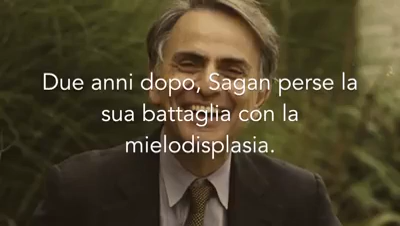 Due anni dopo, Sagan perse la
sua battaglia con la
mielodisplasia.